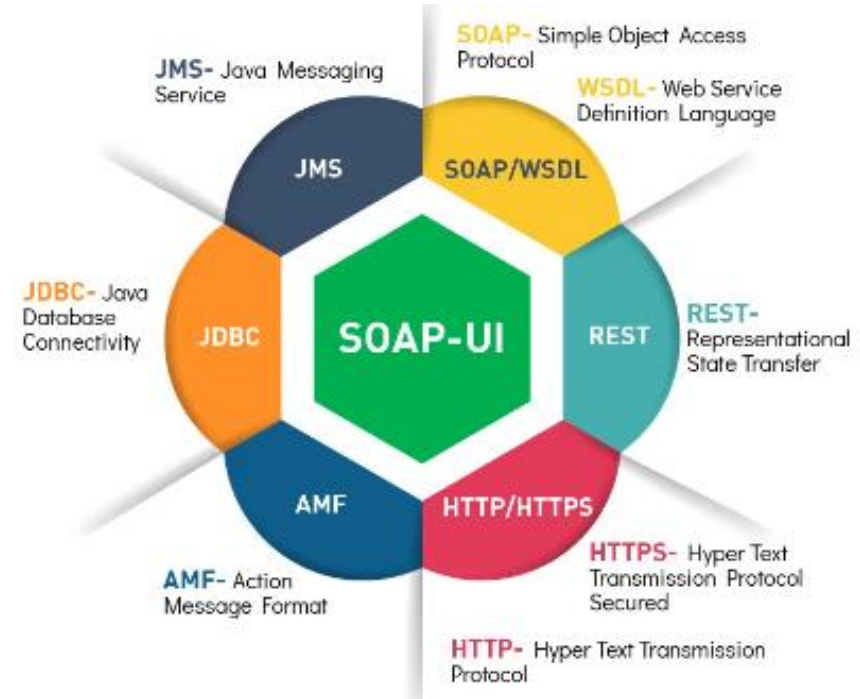 SOAP- Simple Object Access
Protocol
JMS- Java Messaging
Service
WSDL- Web Service
Definition Language
JMS
SOAP/WSDL
JDBC- Java
Database
Connectivity
JDBC
SOAP-UI
REST
REST-
Representational
State Transfer
AMF
HTTP/HTTPS
AMF- Action
Message Format
HTTPS- Hyper Text
Transmission Protocol
Secured
HTTP- Hyper Text Transmission
Protocol